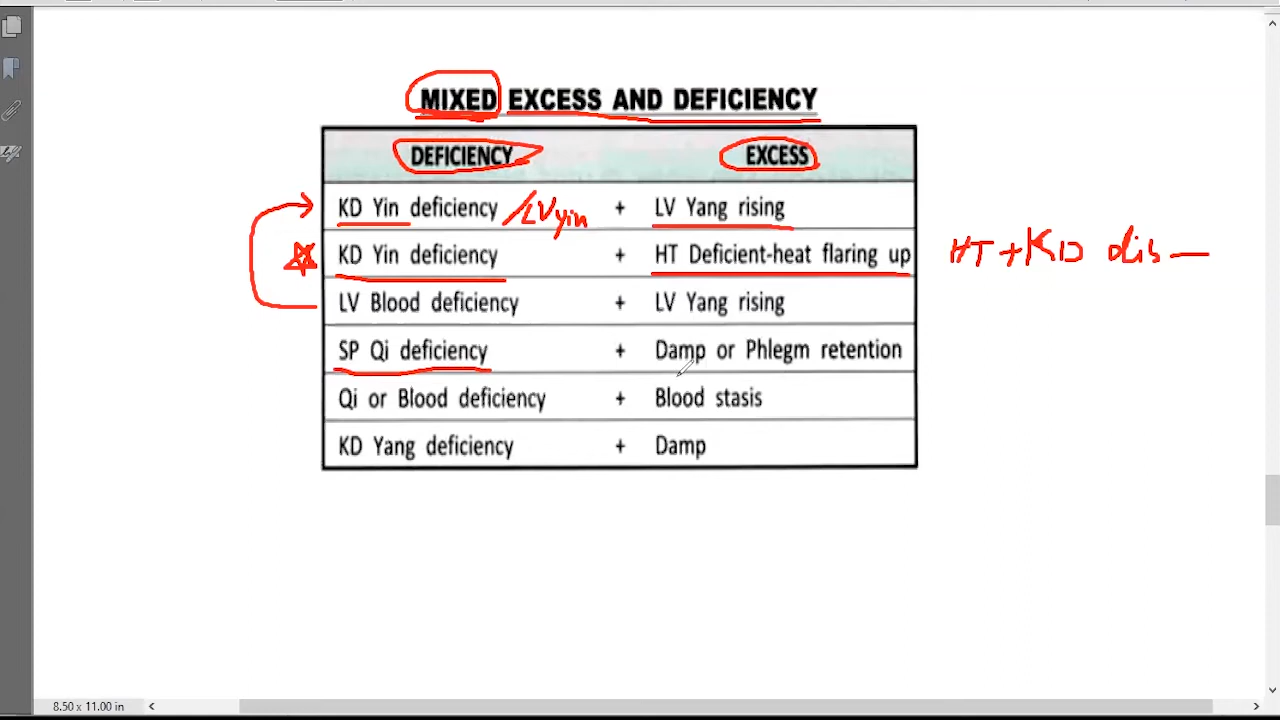 MIXED EXCESS AND DEFICIENCY
DEFICIENCY EXCESS
KD Yin deficiency /LV yin + LV Yang rising
KD Yin deficiency + HT Deficient-heat flaring up HT + KD dis —
LV Blood deficiency + LV Yang rising
SP Qi deficiency + Damp or Phlegm retention
Qi or Blood deficiency + Blood stasis
KD Yang deficiency + Damp
8.50 x 11.00 in